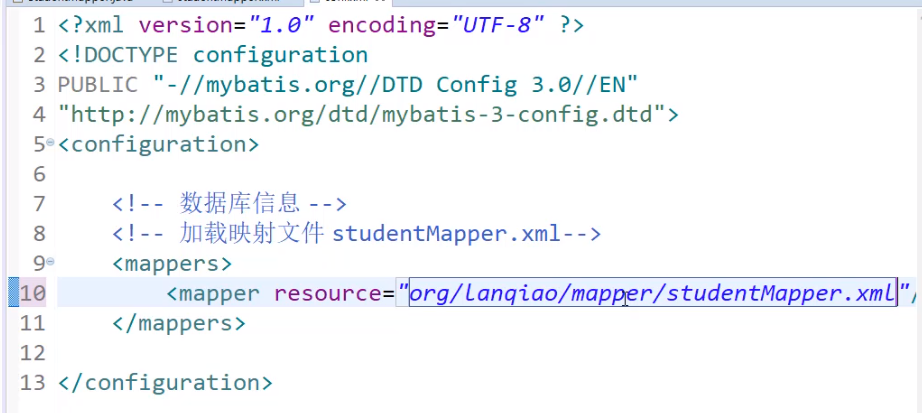 1 <?xml version="1.0" encoding="UTF-8" ?>
2 <!DOCTYPE configuration
3 PUBLIC "-//mybatis.org//DTD Config 3.0//EN"
4 "http://mybatis.org/dtd/mybatis-3-config.dtd">
5 <configuration>
6
7 <!-- 数据库信息 -->
8 <!-- 加载映射文件 studentMapper.xml-->
9 <mappers>
10 <mapper resource="org/lanqiao/mapper/studentMapper.xml"/
11 </mappers>
12
13 </configuration>